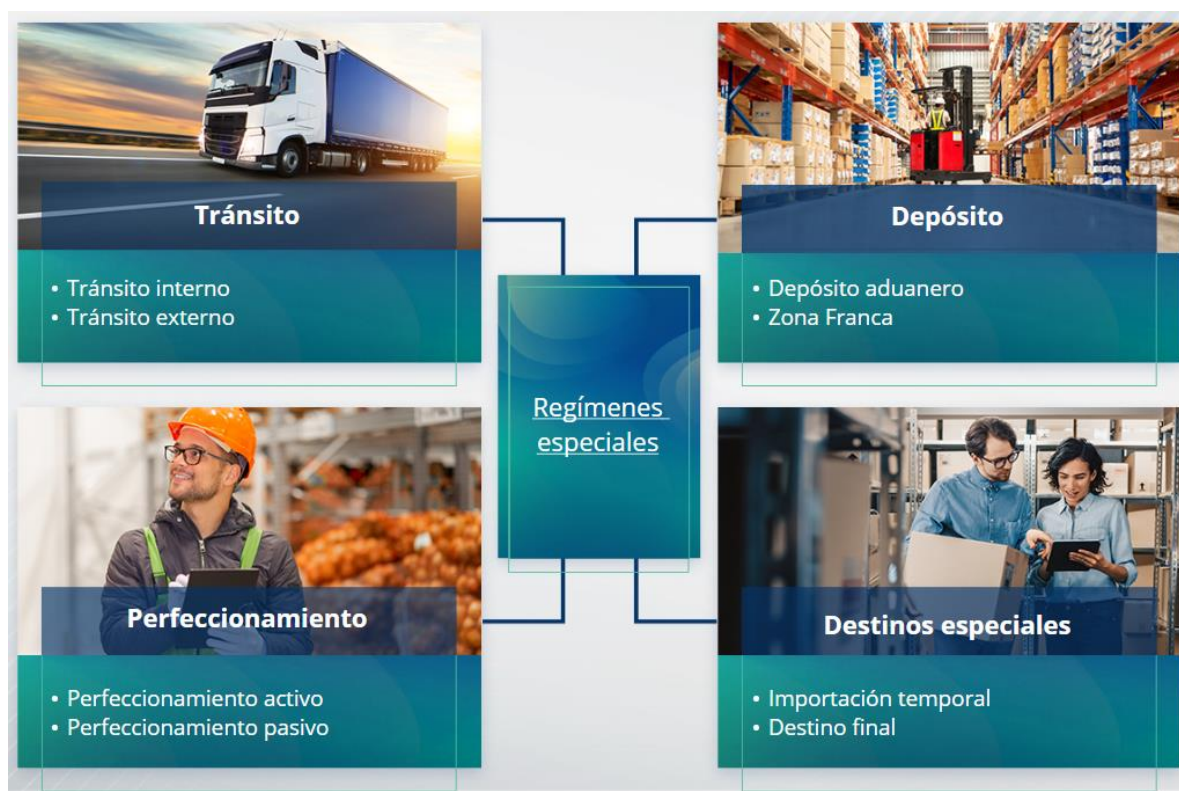 Tránsito
• Tránsito interno
• Tránsito externo
Depósito
• Depósito aduanero
• Zona Franca
Regímenes
especiales
Perfeccionamiento
• Perfeccionamiento activo
• Perfeccionamiento pasivo
Destinos especiales
• Importación temporal
• Destino final